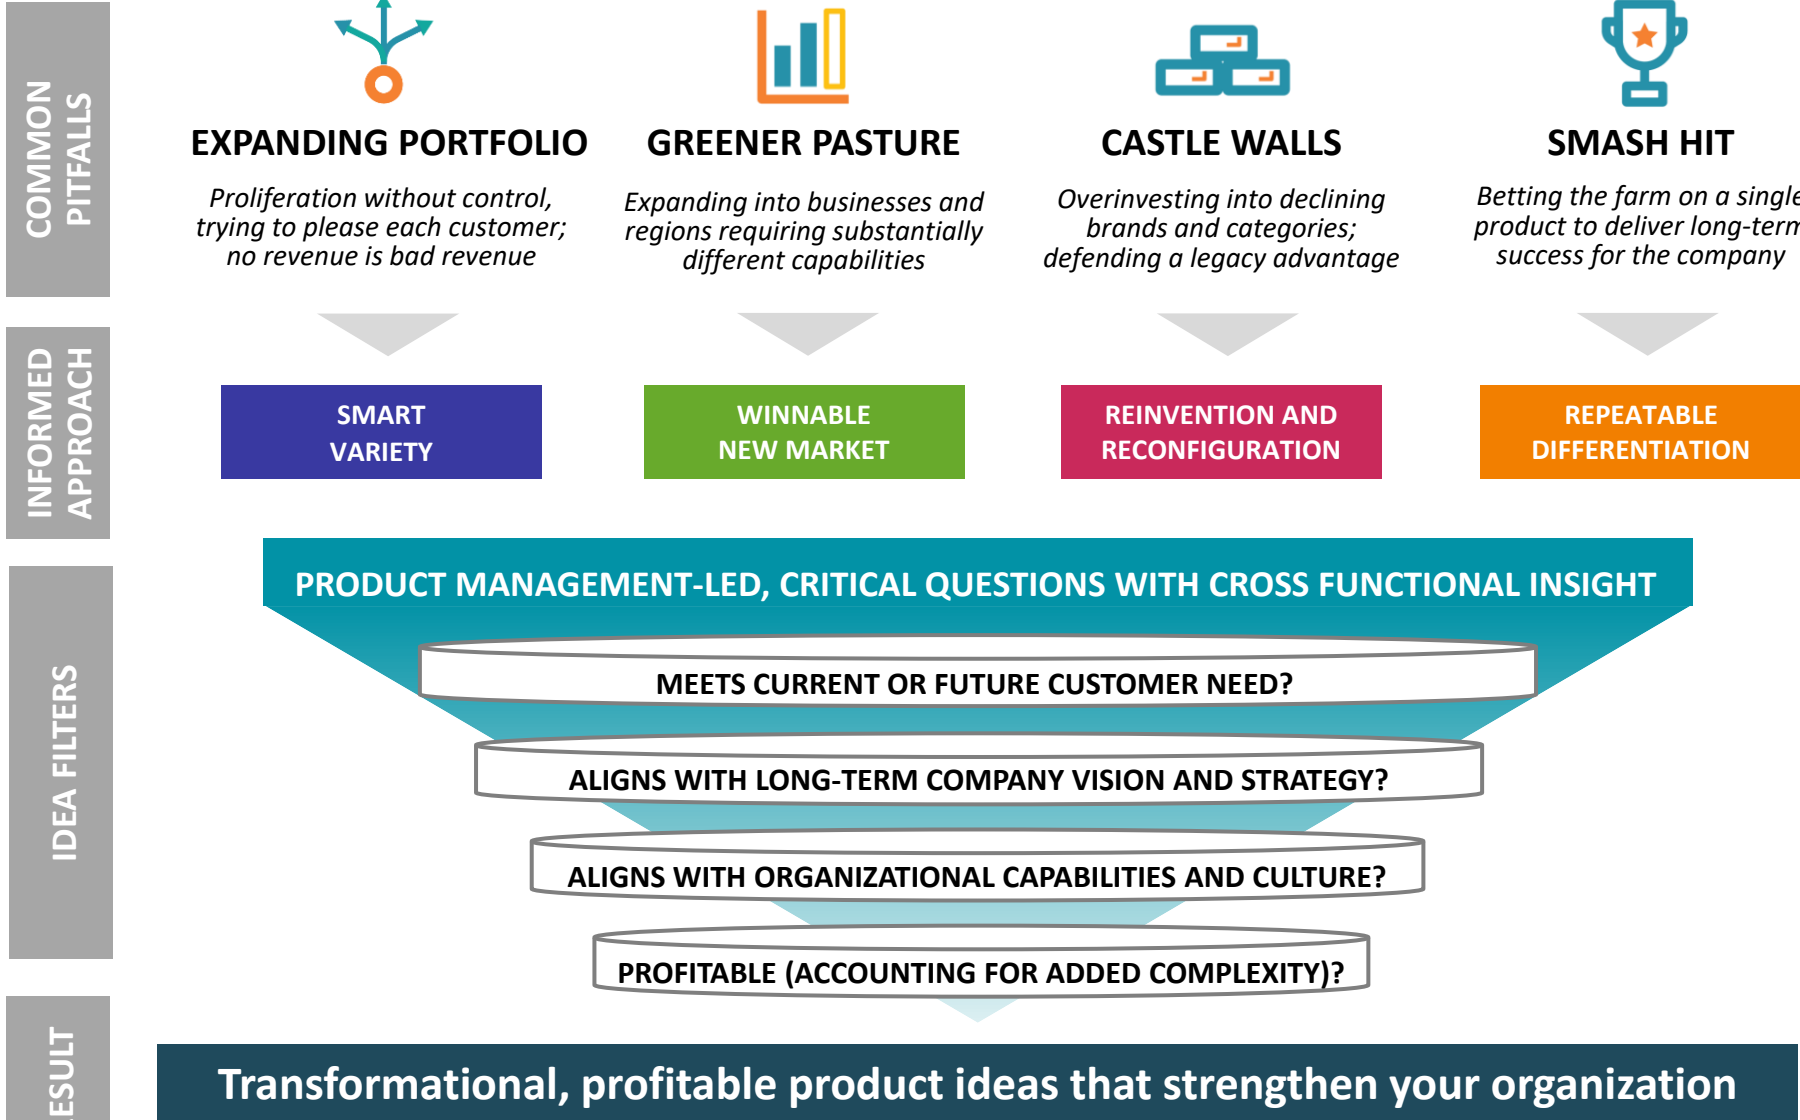 COMMON
PITFALLS
EXPANDING PORTFOLIO
Proliferation without control,
trying to please each customer;
no revenue is bad revenue
GREENER PASTURE
Expanding into businesses and
regions requiring substantially
different capabilities
CASTLE WALLS
Overinvesting into declining
brands and categories;
defending a legacy advantage
SMASH HIT
Betting the farm on a single
product to deliver long-term
success for the company
INFORMED
APPROACH
SMART
VARIETY
WINNABLE
NEW MARKET
REINVENTION AND
RECONFIGURATION
REPEATABLE
DIFFERENTIATION
IDEA FILTERS
PRODUCT MANAGEMENT-LED, CRITICAL QUESTIONS WITH CROSS FUNCTIONAL INSIGHT
MEETS CURRENT OR FUTURE CUSTOMER NEED?
ALIGNS WITH LONG-TERM COMPANY VISION AND STRATEGY?
ALIGNS WITH ORGANIZATIONAL CAPABILITIES AND CULTURE?
PROFITABLE (ACCOUNTING FOR ADDED COMPLEXITY)?
ESULT
Transformational, profitable product ideas that strengthen your organization